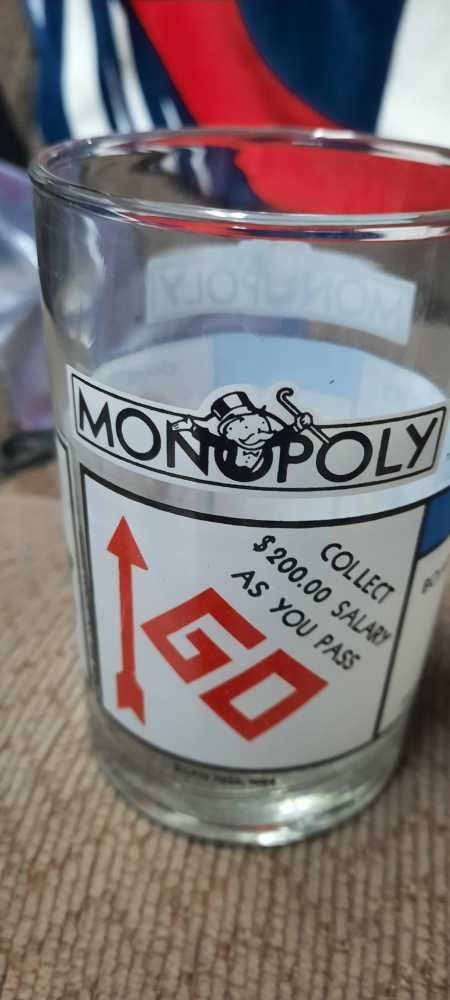 MONOPOLY
COLLECT
$200.00 SALARY
AS YOU PASS
GO